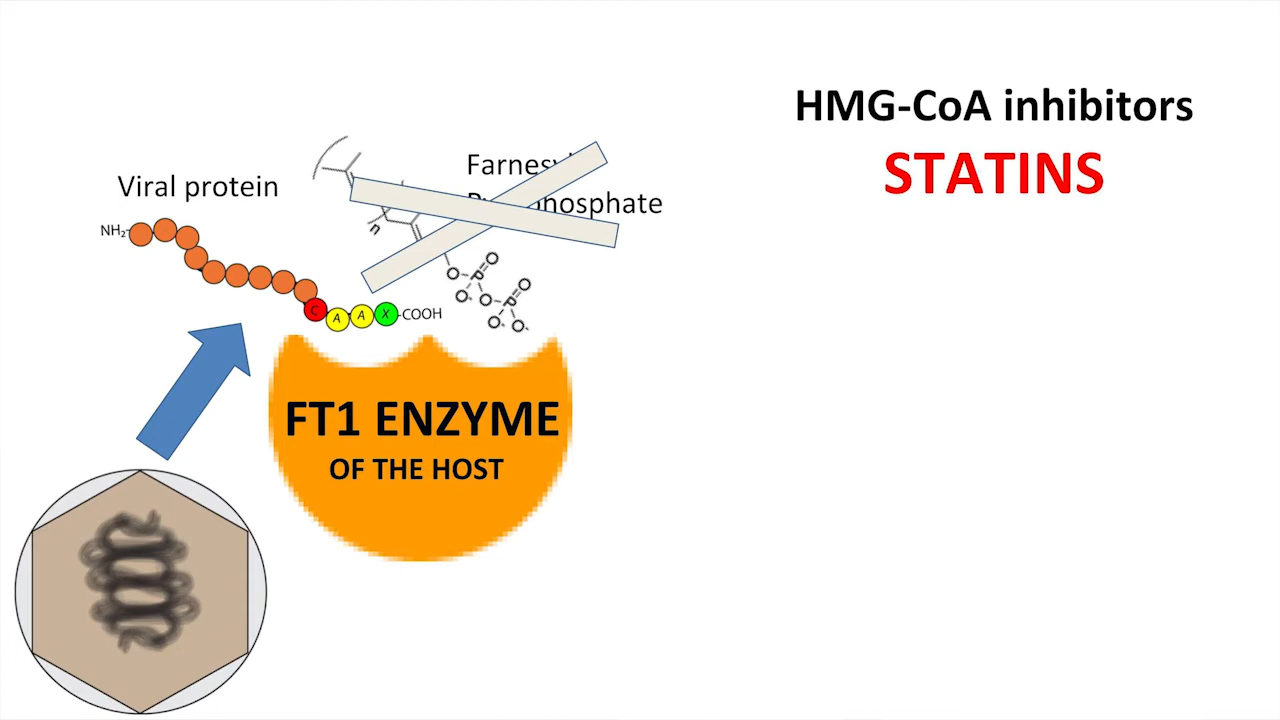 HMG-CoA inhibitors
STATINS
Viral protein
NH₂
C A A X -COOH
n
O P O
O O P O
O O
FT1 ENZYME
OF THE HOST